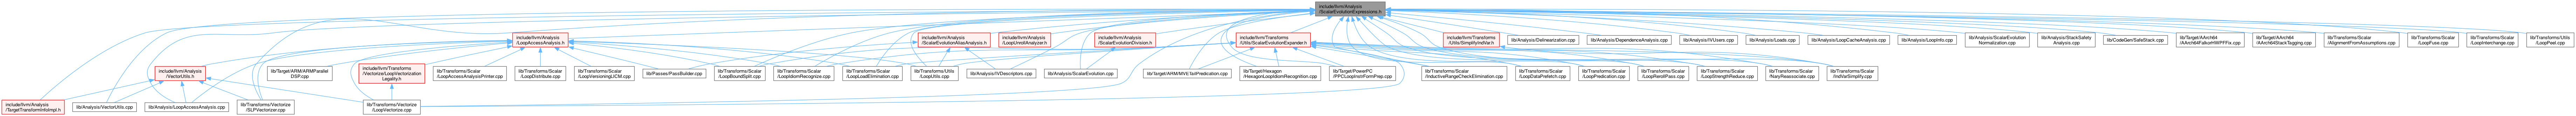 include/llvm/Analysis
/ScalarEvolutionExpressions.h
include/llvm/Analysis
/LoopAccessAnalysis.h
include/llvm/Analysis
/ScalarEvolutionAliasAnalysis.h
include/llvm/Analysis
/LoopUnrollAnalyzer.h
include/llvm/Analysis
/ScalarEvolutionDivision.h
include/llvm/Transforms
/Utils/ScalarEvolutionExpander.h
include/llvm/Transforms
/Utils/SimplifyIndVar.h
lib/Analysis/Delinearization.cpp
lib/Analysis/DependenceAnalysis.cpp
lib/Analysis/IVUsers.cpp
lib/Analysis/Loads.cpp
lib/Analysis/LoopCacheAnalysis.cpp
lib/Analysis/LoopInfo.cpp
lib/Analysis/ScalarEvolution
Normalization.cpp
lib/Analysis/StackSafety
Analysis.cpp
lib/CodeGen/SafeStack.cpp
lib/Target/AArch64
/AArch64FalkorHWPFFix.cpp
lib/Target/AArch64
/AArch64StackTagging.cpp
lib/Transforms/Scalar
/AlignmentFromAssumptions.cpp
lib/Transforms/Scalar
/LoopFuse.cpp
lib/Transforms/Scalar
/LoopInterchange.cpp
lib/Transforms/Utils
/LoopPeel.cpp
include/llvm/Analysis
/VectorUtils.h
lib/Target/ARM/ARMParallel
DSP.cpp
include/llvm/Transforms
/Vectorize/LoopVectorization
Legality.h
lib/Transforms/Scalar
/LoopAccessAnalysisPrinter.cpp
lib/Transforms/Scalar
/LoopDistribute.cpp
lib/Transforms/Scalar
/LoopVersioningLICM.cpp
lib/Passes/PassBuilder.cpp
lib/Transforms/Scalar
/LoopBoundSplit.cpp
lib/Transforms/Scalar
/LoopIdiomRecognize.cpp
lib/Transforms/Scalar
/LoopLoadElimination.cpp
lib/Transforms/Utils
/LoopUtils.cpp
lib/Analysis/IVDescriptors.cpp
lib/Analysis/ScalarEvolution.cpp
lib/Target/ARM/MVETailPredication.cpp
lib/Target/Hexagon
/HexagonLoopIdiomRecognition.cpp
lib/Target/PowerPC
/PPCLoopInstrFormPrep.cpp
lib/Transforms/Scalar
/InductiveRangeCheckElimination.cpp
lib/Transforms/Scalar
/LoopDataPrefetch.cpp
lib/Transforms/Scalar
/LoopPredication.cpp
lib/Transforms/Scalar
/LoopRerollPass.cpp
lib/Transforms/Scalar
/LoopStrengthReduce.cpp
lib/Transforms/Scalar
/NaryReassociate.cpp
lib/Transforms/Scalar
/IndVarSimplify.cpp
include/llvm/Analysis
/TargetTransformInfoImpl.h
lib/Analysis/VectorUtils.cpp
lib/Analysis/LoopAccessAnalysis.cpp
lib/Transforms/Vectorize
/SLPVectorizer.cpp
lib/Transforms/Vectorize
/LoopVectorize.cpp